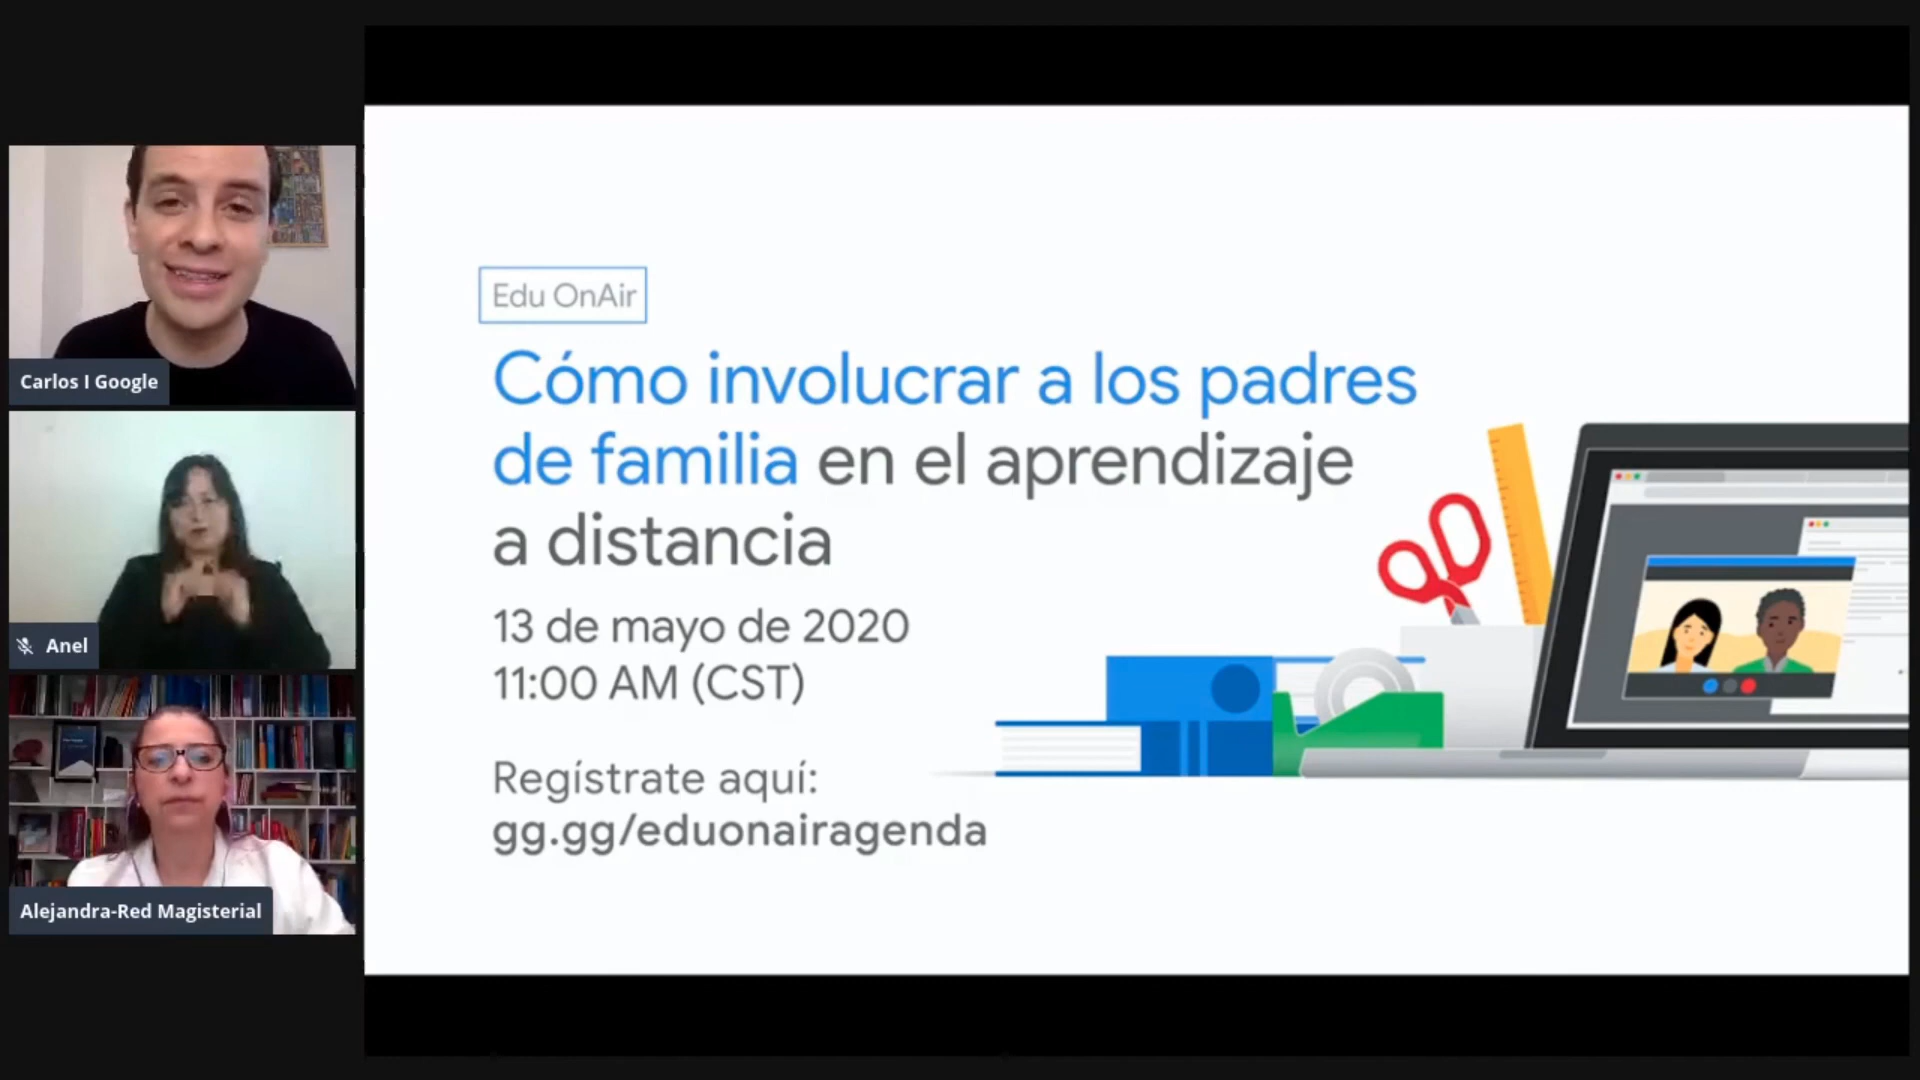 Carlos I Google
Anel
Alejandra-Red Magisterial
Edu OnAir
Cómo involucrar a los padres
de familia en el aprendizaje
a distancia
13 de mayo de 2020
11:00 AM (CST)
Regístrate aquí:
gg.gg/eduonairagenda